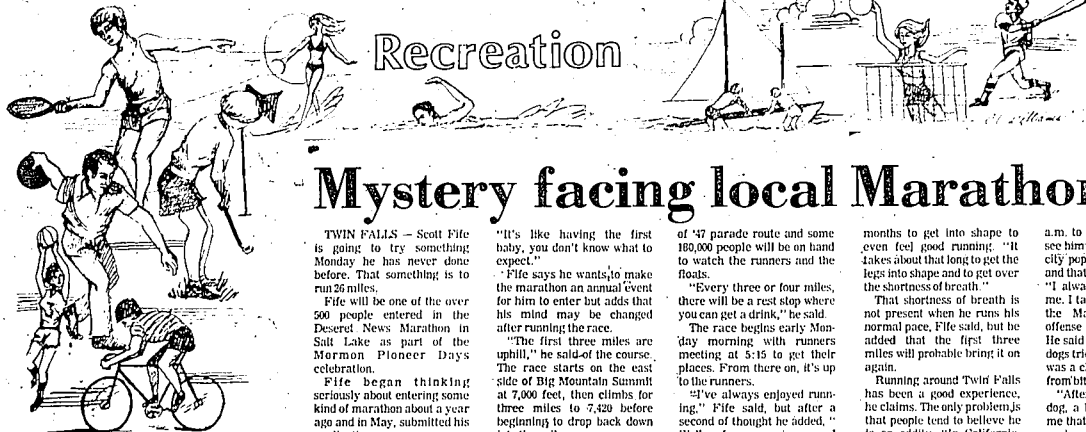 Recreation
Mystery facing local
TWIN FALLS — Scott Fife
is going to try something
Monday he has never done
before. That something is to
run 26 miles.
Fife will be one of the over
500 people entered in the
Deseret News Marathon in
Salt Lake as part of the
Mormon Pioneer Days
celebration.
Fife began thinking
seriously about entering some
kind of marathon about a year
ago and in May, submitted his
"It's like having the first
baby, you don't know what to
expect."
Fife says he wants to make
the marathon an annual event
for him to enter but adds that
his mind may be changed
after running the race.
"The first three miles are
uphill," he said of the course.
The race starts on the east
side of Big Mountain Summit
at 7,000 feet, then climbs for
three miles to 7,420 before
beginning to drop back down
of '47 parade route and some
180,000 people will be on hand
to watch the runners and the
floats.
"Every three or four miles,
there will be a rest stop where
you can get a drink," he said.
The race begins early Mon-
day morning with runners
meeting at 5:15 to get their
places. From there on, it's up
to the runners.
"I've always enjoyed runn-
ing," Fife said, but after a
second of thought he added, "
months to get into shape to
even feel good running. "It
takes about that long to get the
legs into shape and to get over
the shortness of breath."
That shortness of breath is
not present when he runs his
normal pace, Fife said, but he
added that the first three
miles will probable bring it on
again.
Running around Twin Falls
has been a good experience,
he claims. The only problem is
that people tend to believe he
a.m. to
see him
city pop
and that
"I alwa
me. I ta
the Ma
offense
He said
dogs tri
was a c
from bit
"Afte
dog, a
me tha